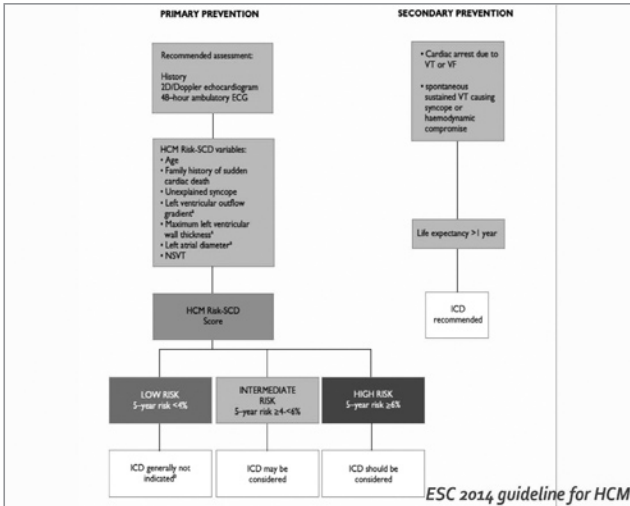 PRIMARY PREVENTION
Recommended assessment:
History
2D/Doppler echocardiogram
48–hour ambulatory ECG
HCM Risk-SCD variables:
• Age
• Family history of sudden
cardiac death
• Unexplained syncope
• Left ventricular outflow
gradientᵃ
• Maximum left ventricular
wall thicknessᵃ
• Left atrial diameterᵃ
• NSVT
HCM Risk-SCD
Score
LOW RISK
5–year risk <4%
INTERMEDIATE
RISK
5–year risk ≥4–<6%
HIGH RISK
5–year risk ≥6%
ICD generally not
indicatedᵇ
ICD may be
considered
ICD should be
considered
SECONDARY PREVENTION
• Cardiac arrest due to
VT or VF
• spontaneous
sustained VT causing
syncope or
haemodynamic
compromise
Life expectancy >1 year
ICD
recommended
ESC 2014 guideline for HCM